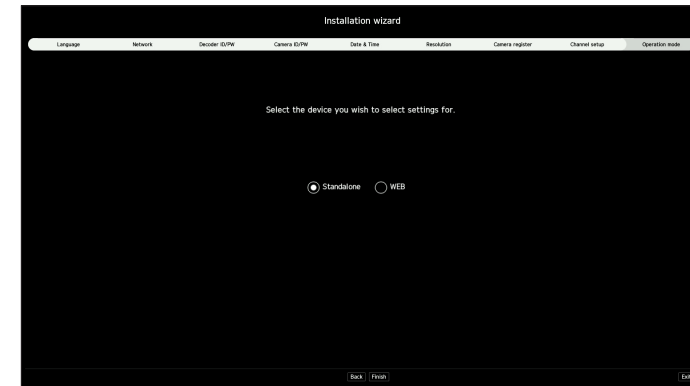 Installation wizard
Language Network Decoder ID/PW Camera ID/PW Date & Time Resolution Camera register Channel setup Operation mode
Select the device you wish to select settings for.
Standalone WEB
Back Finish Exit